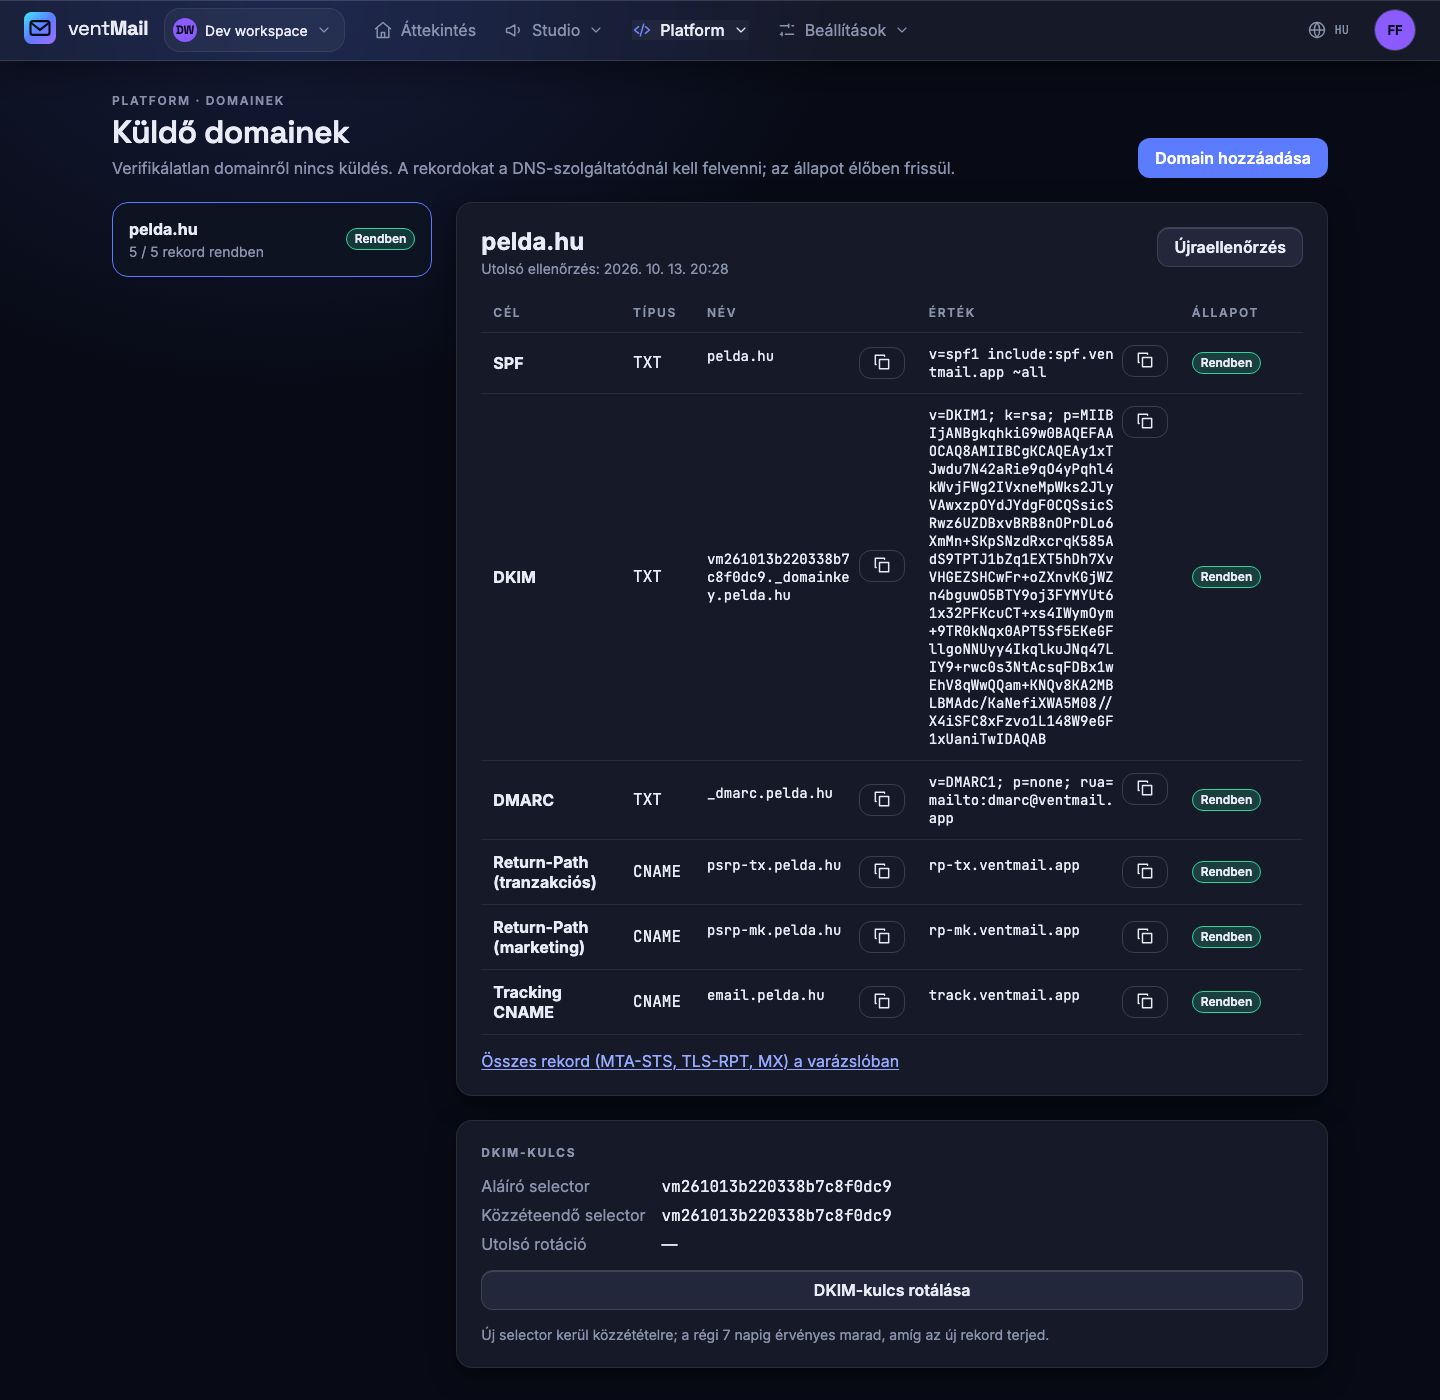 ventMail
DW Dev workspace
Áttekintés
Studio
Platform
Beállítások
HU
FF
PLATFORM · DOMAINEK
Küldő domainek
Verifikálatlan domainről nincs küldés. A rekordokat a DNS-szolgáltatódnál kell felvenni; az állapot élőben frissül.
Domain hozzáadása
pelda.hu
5 / 5 rekord rendben
Rendben
pelda.hu
Utolsó ellenőrzés: 2026. 10. 13. 20:28
Újraellenőrzés
CÉL TÍPUS NÉV ÉRTÉK ÁLLAPOT
SPF TXT pelda.hu
v=spf1 include:spf.ven
tmail.app ~all
Rendben
DKIM TXT
vm261013b220338b7
c8f0dc9._domainke
y.pelda.hu
v=DKIM1; k=rsa; p=MIIB
IjANBgkqhkiG9w0BAQEFAA
OCAQ8AMIIBCgKCAQEAy1xT
Jwdu7N42aRie9qO4yPqhl4
kWvjFWg2IVxneMpWks2Jly
VAwxzpOYdJYdgF0CQSsicS
Rwz6UZDBxvBRB8nOPrDLo6
XmMn+SKpSNzdRxcrqK585A
dS9TPTJ1bZq1EXT5hDh7Xv
VHGEZSHCwFr+oZXnvKGjWZ
n4bguwO5BTY9oj3FYMYUt6
1x32PFKcuCT+xs4IWymOym
+9TR0kNqx0APT5Sf5EKeGF
llgoNNUyy4IkqlkuJNq47L
IY9+rwc0s3NtAcsqFDBx1w
EhV8qWwQQam+KNQv8KA2MB
LBMAdc/KaNefiXWA5M08//
X4iSFC8xFzvo1L148W9eGF
1xUaniTwIDAQAB
Rendben
DMARC TXT _dmarc.pelda.hu
v=DMARC1; p=none; rua=
mailto:dmarc@ventmail.
app
Rendben
Return-Path
(tranzakciós)
CNAME psrp-tx.pelda.hu rp-tx.ventmail.app Rendben
Return-Path
(marketing)
CNAME psrp-mk.pelda.hu rp-mk.ventmail.app Rendben
Tracking
CNAME
CNAME email.pelda.hu track.ventmail.app Rendben
Összes rekord (MTA-STS, TLS-RPT, MX) a varázslóban
DKIM-KULCS
Aláíró selector vm261013b220338b7c8f0dc9
Közzéteendő selector vm261013b220338b7c8f0dc9
Utolsó rotáció —
DKIM-kulcs rotálása
Új selector kerül közzétételre; a régi 7 napig érvényes marad, amíg az új rekord terjed.